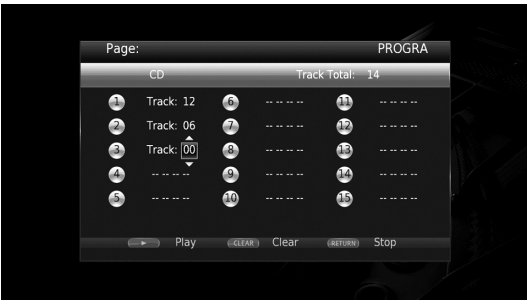 Page: PROGRA
CD Track Total: 14
1 Track: 12 6 -- -- -- -- 11 -- -- -- --
2 Track: 06 7 -- -- -- -- 12 -- -- -- --
3 Track: 00 8 -- -- -- -- 13 -- -- -- --
4 -- -- -- -- 9 -- -- -- -- 14 -- -- -- --
5 -- -- -- -- 10 -- -- -- -- 15 -- -- -- --
Play CLEAR Clear RETURN Stop